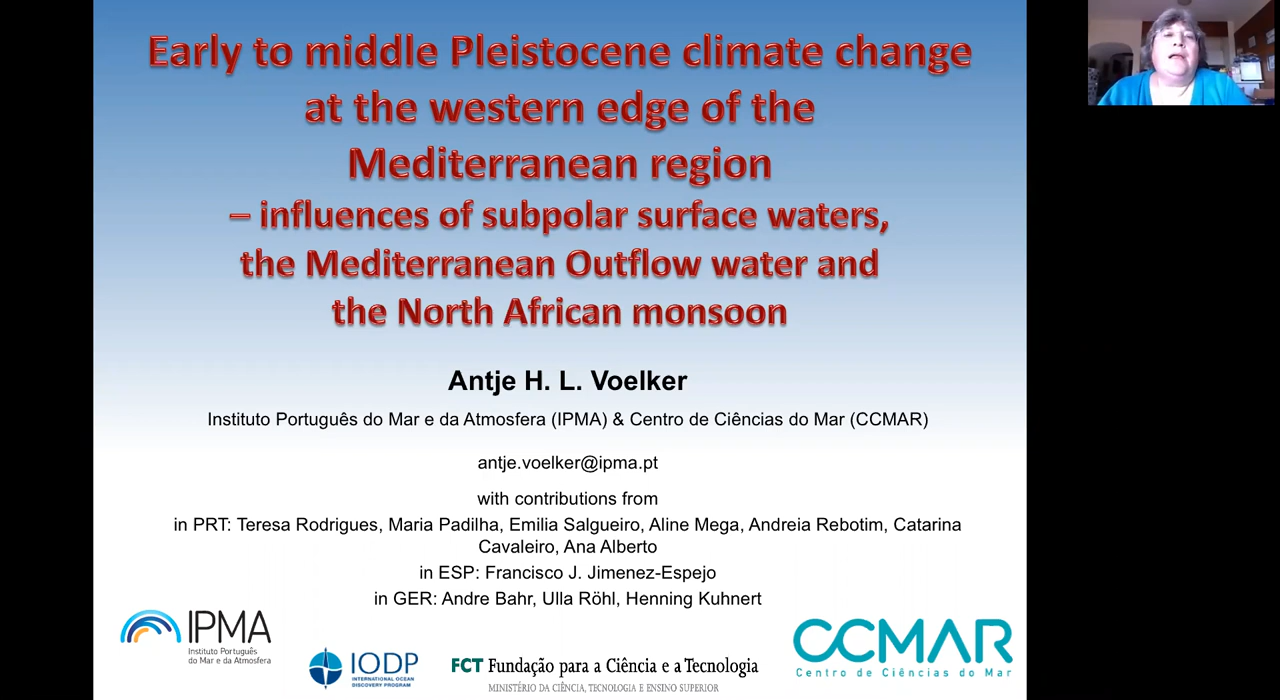 Early to middle Pleistocene climate change
at the western edge of the
Mediterranean region
– influences of subpolar surface waters,
the Mediterranean Outflow water and
the North African monsoon
Antje H. L. Voelker
Instituto Português do Mar e da Atmosfera (IPMA) & Centro de Ciências do Mar (CCMAR)
antje.voelker@ipma.pt
with contributions from
in PRT: Teresa Rodrigues, Maria Padilha, Emilia Salgueiro, Aline Mega, Andreia Rebotim, Catarina
Cavaleiro, Ana Alberto
in ESP: Francisco J. Jimenez-Espejo
in GER: Andre Bahr, Ulla Röhl, Henning Kuhnert
IPMA
Instituto Português
do Mar e da Atmosfera
IODP
INTERNATIONAL OCEAN
DISCOVERY PROGRAM
FCT Fundação para a Ciência e a Tecnologia
MINISTÉRIO DA CIÊNCIA, TECNOLOGIA E ENSINO SUPERIOR
CCMAR
Centro de Ciências do Mar